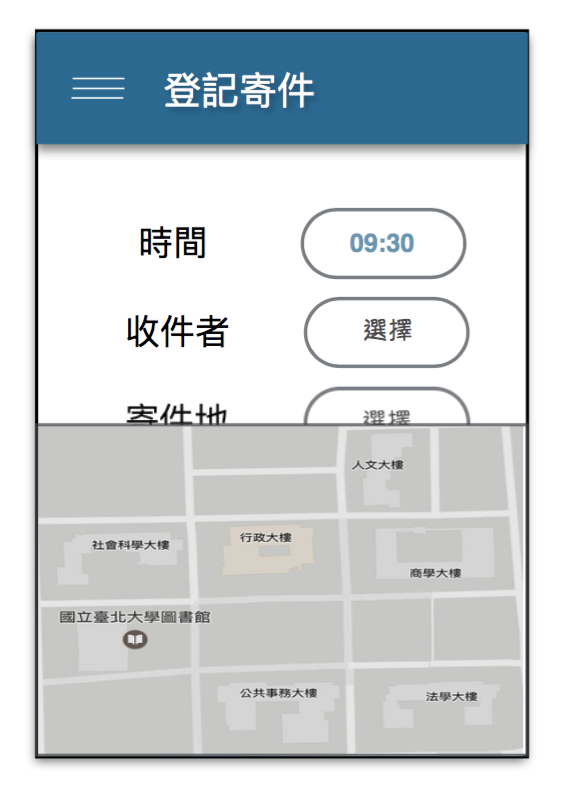 登記寄件
時間
09:30
收件者
選擇
寄件地
選擇
人文大樓
社會科學大樓
行政大樓
商學大樓
國立臺北大學圖書館
公共事務大樓
法學大樓